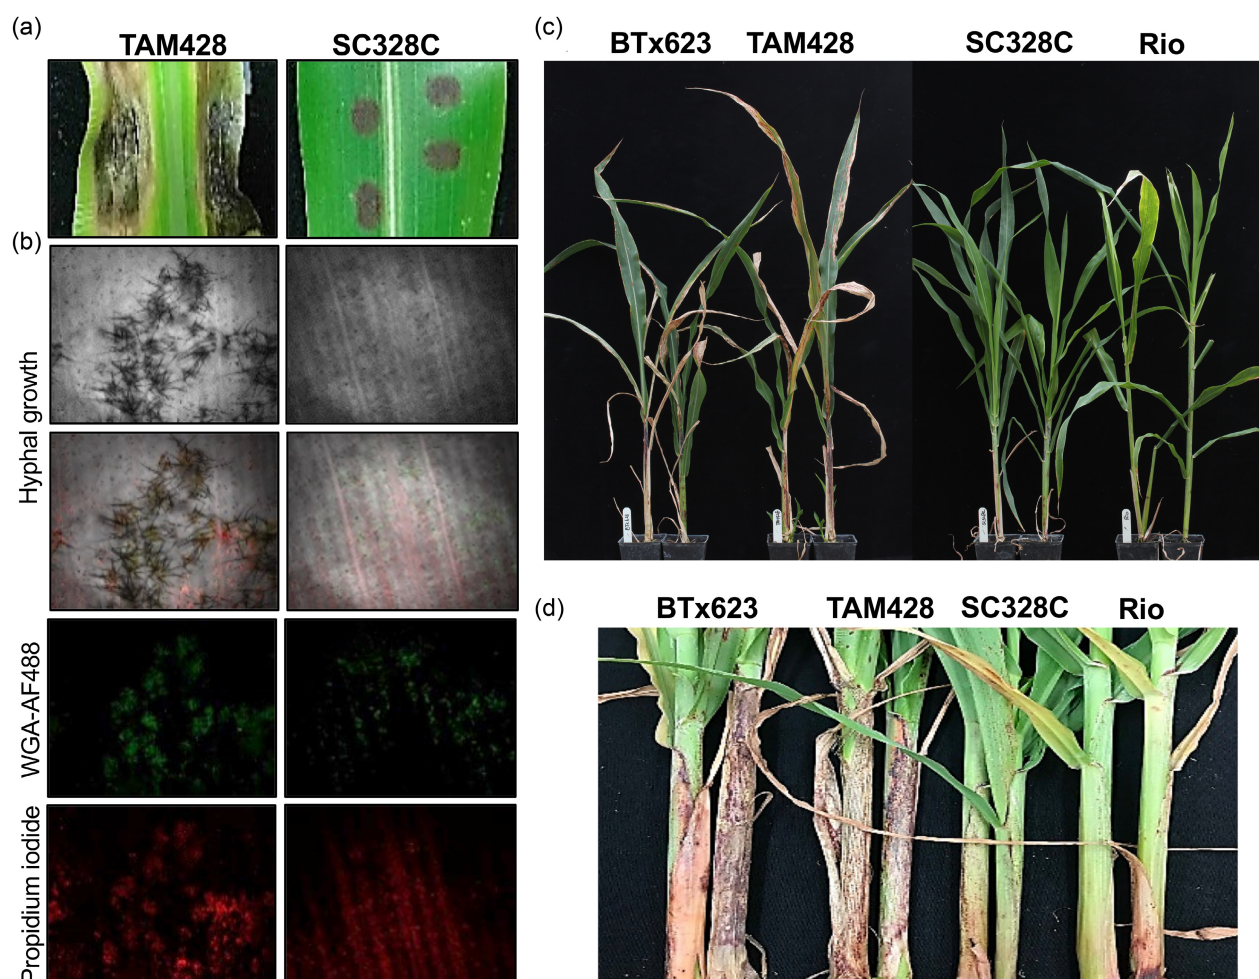 (a)
TAM428 SC328C
(b)
Hyphal growth
WGA-AF488
Propidium iodide
(c)
BTx623 TAM428 SC328C Rio
(d)
BTx623 TAM428 SC328C Rio